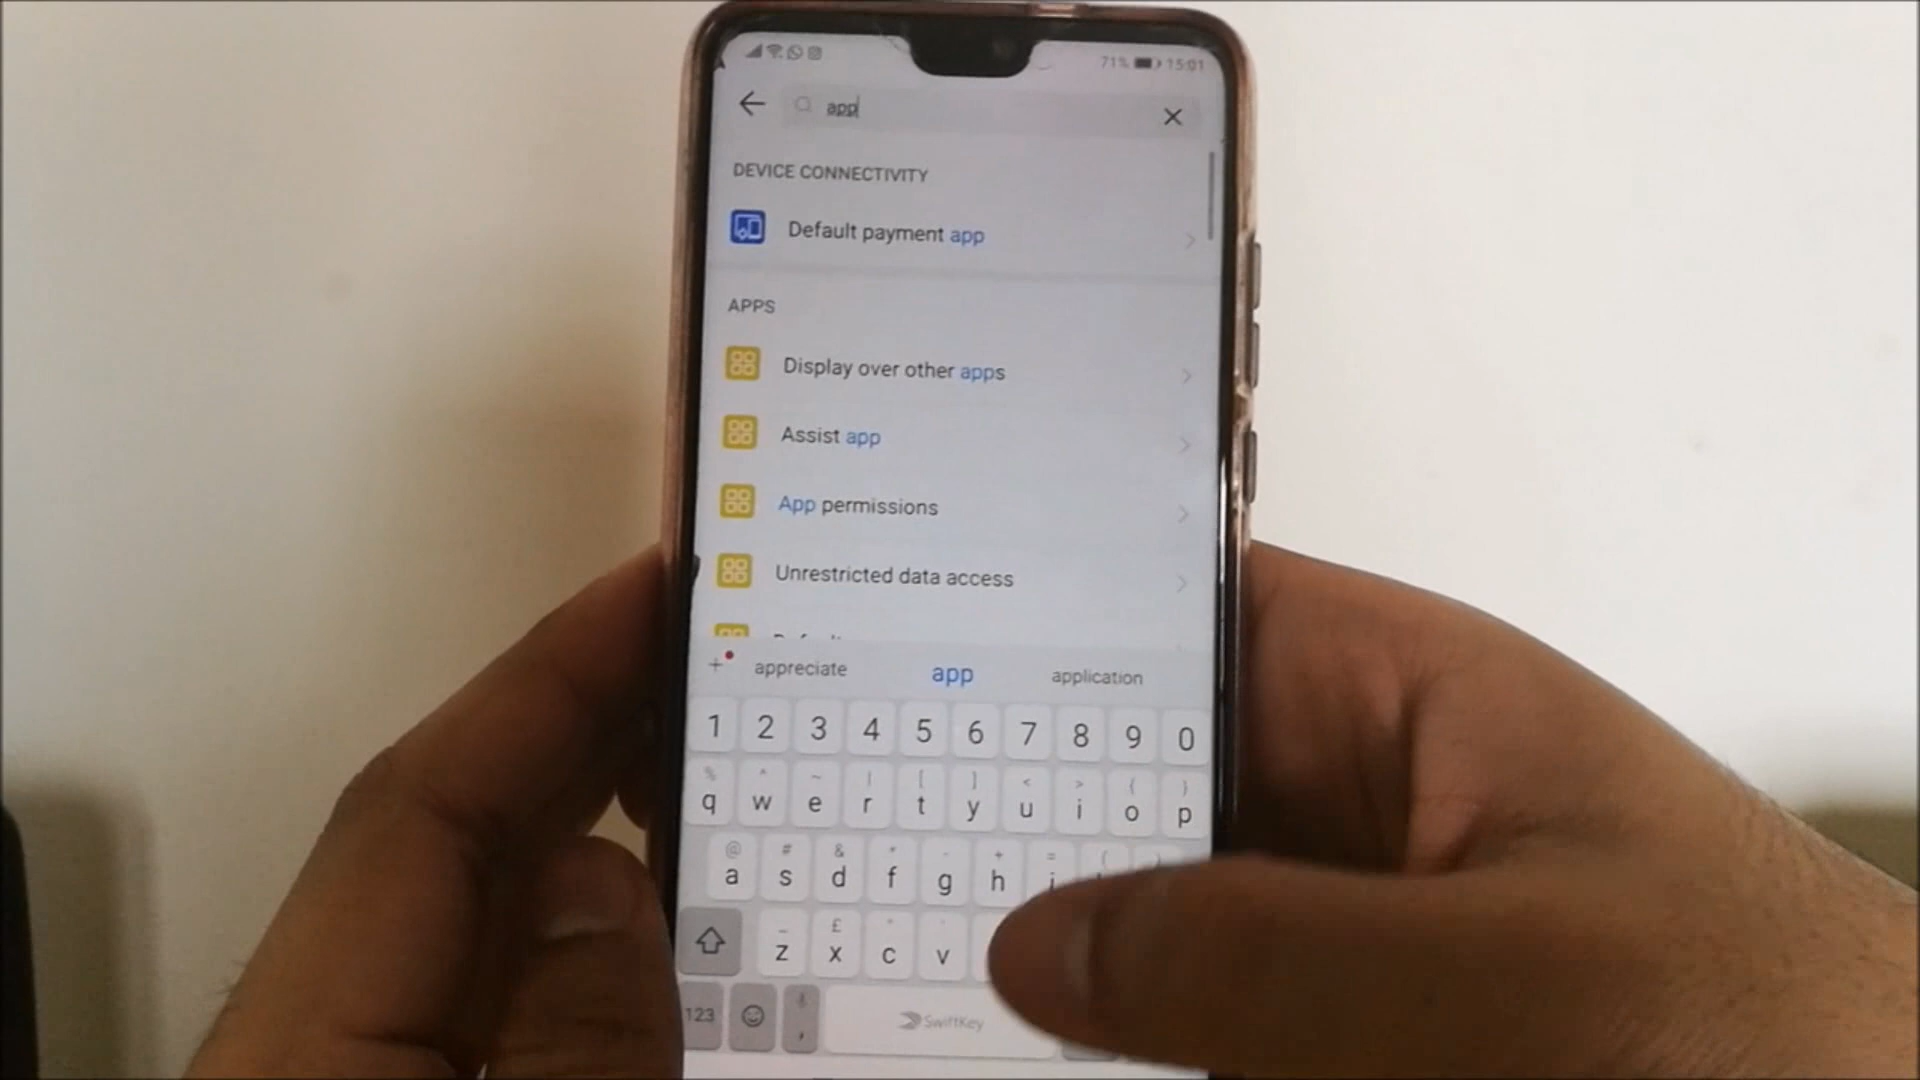 71% 15:01
app
DEVICE CONNECTIVITY
Default payment app
APPS
Display over other apps
Assist app
App permissions
Unrestricted data access
+ appreciate app application
1 2 3 4 5 6 7 8 9 0
% ^ ~ | [ ] < > { }
q w e r t y u i o p
@ # & * - + = (
a s d f g h j
_ £ "
z x c v
123 , SwiftKey